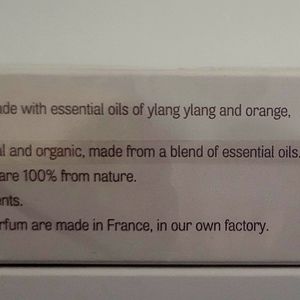 ade with essential oils of ylang ylang and orange,
al and organic, made from a blend of essential oils.
are 100% from nature.
ents.
rfum are made in France, in our own factory.